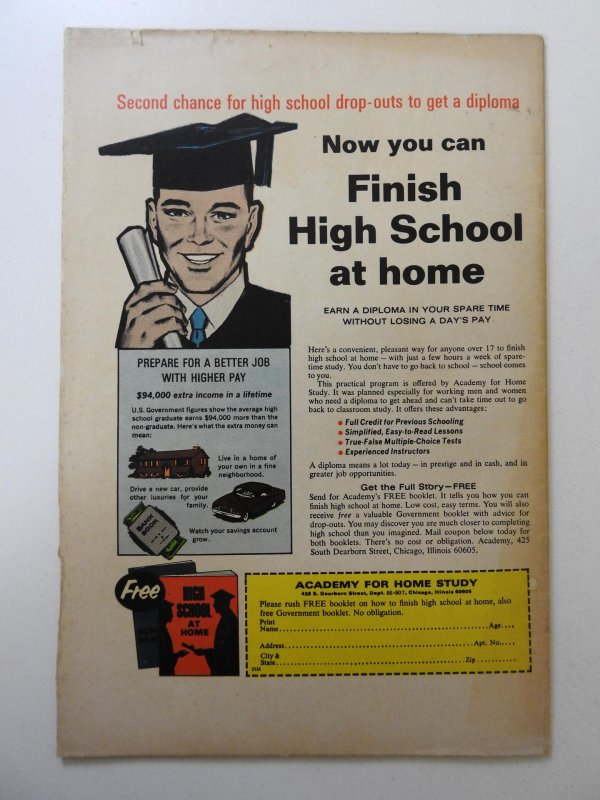 Second chance for high school drop-outs to get a diploma
Now you can
Finish
High School
at home
EARN A DIPLOMA IN YOUR SPARE TIME
WITHOUT LOSING A DAY'S PAY
Here's a convenient, pleasant way for anyone over 17 to finish
high school at home — with just a few hours a week of spare-
time study. You don't have to go back to school — school comes
to you.
This practical program is offered by Academy for Home
Study. It was planned especially for working men and women
who need a diploma to get ahead and can't take time out to go
back to classroom study. It offers these advantages:
• Full Credit for Previous Schooling
• Simplified, Easy-to-Read Lessons
• True-False Multiple-Choice Tests
• Experienced Instructors
A diploma means a lot today — in prestige and in cash, and in
greater job opportunities.
Get the Full Story—FREE
Send for Academy's FREE booklet. It tells you how you can
finish high school at home. Low cost, easy terms. You will also
receive free a valuable Government booklet with advice for
drop-outs. You may discover you are much closer to completing
high school than you imagined. Mail coupon below today for
both booklets. There's no cost or obligation. Academy, 425
South Dearborn Street, Chicago, Illinois 60605.
PREPARE FOR A BETTER JOB
WITH HIGHER PAY
$94,000 extra income in a lifetime
U.S. Government figures show the average high
school graduate earns $94,000 more than the
non-graduate. Here's what the extra money can
mean:
Live in a home of
your own in a fine
neighborhood.
Drive a new car, provide
other luxuries for your
family.
BANK
BOOK
Watch your savings account
grow.
Free
HIGH
SCHOOL
AT
HOME
ACADEMY FOR HOME STUDY
Dearborn Street, Dept. Chicago, Illinois 60605
Please rush FREE booklet on how to finish high school at home, also
free Government booklet. No obligation.
Print
Name Age
Address Apt. No.
City &
State Zip